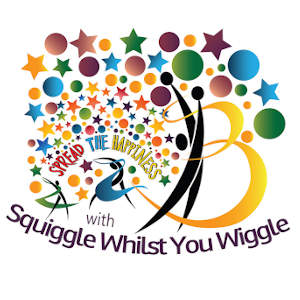 SPREAD THE HAPPINESS
with
Squiggle Whilst You Wiggle